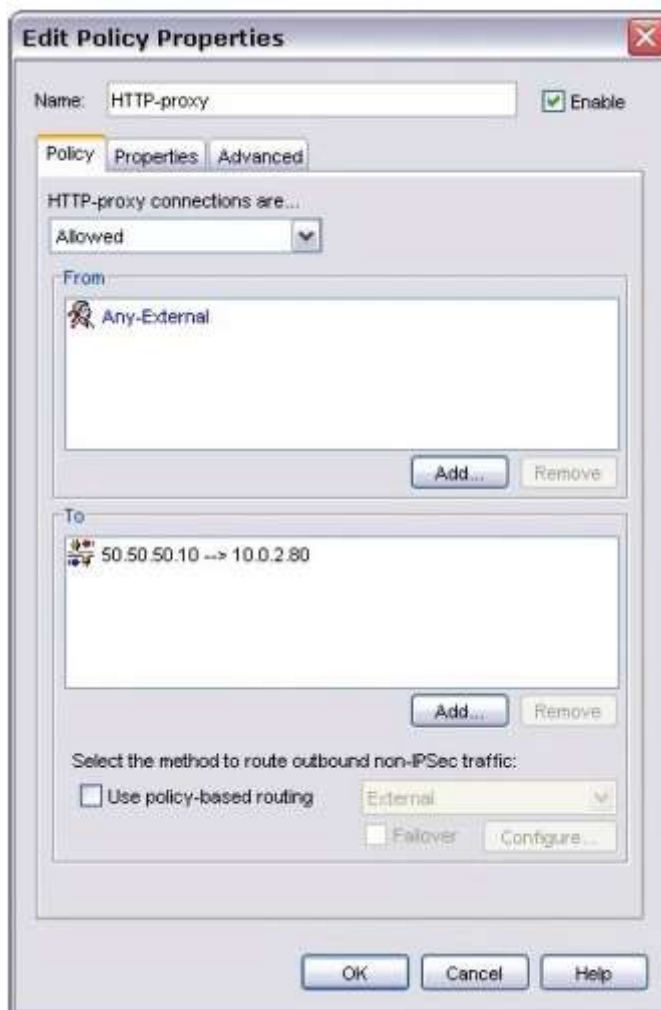 Edit Policy Properties
Name: HTTP-proxy Enable
Policy Properties Advanced
HTTP-proxy connections are...
Allowed
From
Any-External
Add... Remove
To
50.50.50.10 --> 10.0.2.80
Add... Remove
Select the method to route outbound non-IPSec traffic:
Use policy-based routing External
Failover Configure...
OK Cancel Help